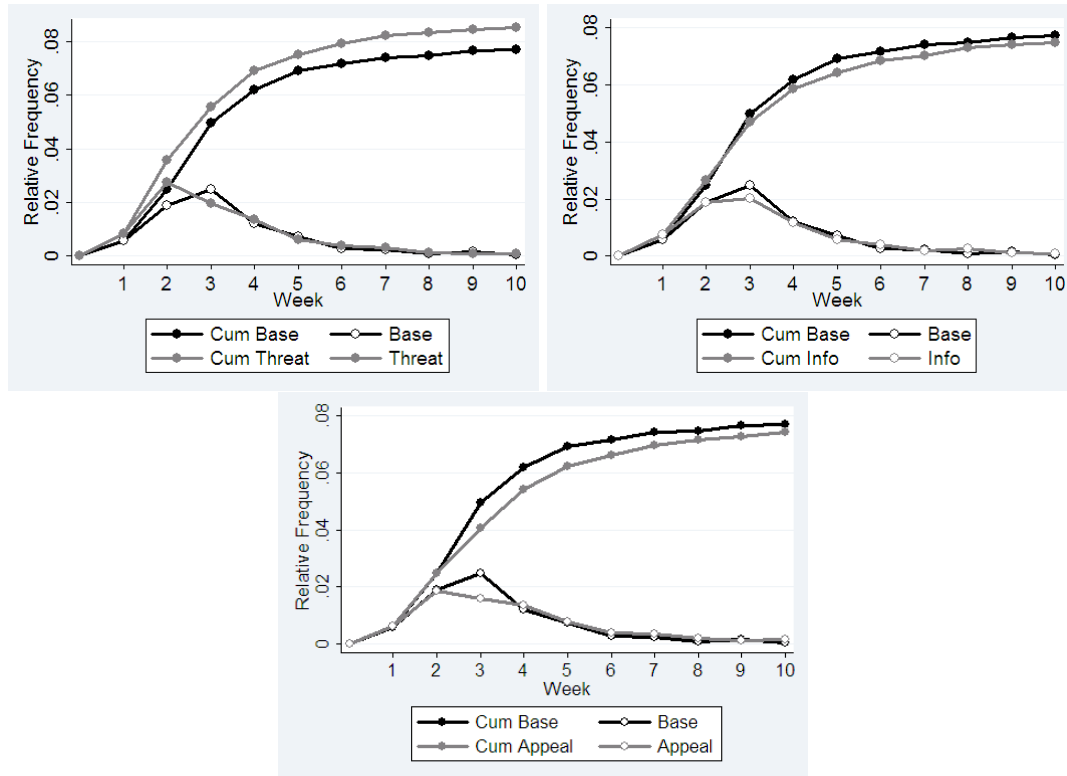 Relative Frequency
0 .02 .04 .06 .08
1 2 3 4 5 6 7 8 9 10
Week
Cum Base Base
Cum Threat Threat
Relative Frequency
0 .02 .04 .06 .08
1 2 3 4 5 6 7 8 9 10
Week
Cum Base Base
Cum Info Info
Relative Frequency
0 .02 .04 .06 .08
1 2 3 4 5 6 7 8 9 10
Week
Cum Base Base
Cum Appeal Appeal